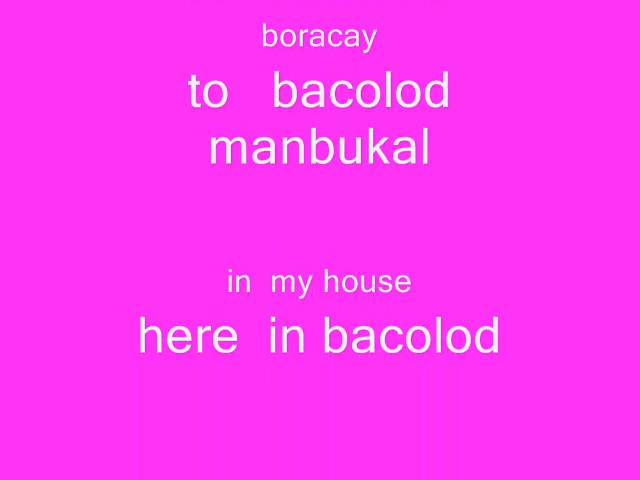 boracay
to bacolod
manbukal
in my house
here in bacolod